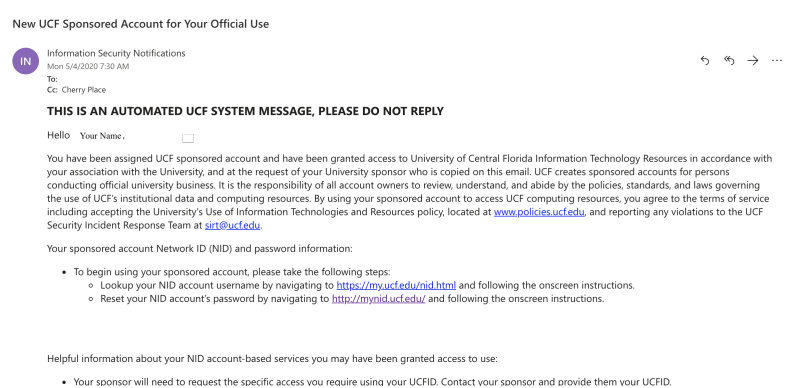 New UCF Sponsored Account for Your Official Use
IN
Information Security Notifications
Mon 5/4/2020 7:30 AM
To:
Cc: Cherry Place
THIS IS AN AUTOMATED UCF SYSTEM MESSAGE, PLEASE DO NOT REPLY
Hello Your Name,
You have been assigned UCF sponsored account and have been granted access to University of Central Florida Information Technology Resources in accordance with
your association with the University, and at the request of your University sponsor who is copied on this email. UCF creates sponsored accounts for persons
conducting official university business. It is the responsibility of all account owners to review, understand, and abide by the policies, standards, and laws governing
the use of UCF's institutional data and computing resources. By using your sponsored account to access UCF computing resources, you agree to the terms of service
including accepting the University's Use of Information Technologies and Resources policy, located at www.policies.ucf.edu, and reporting any violations to the UCF
Security Incident Response Team at sirt@ucf.edu.
Your sponsored account Network ID (NID) and password information:
• To begin using your sponsored account, please take the following steps:
○ Lookup your NID account username by navigating to https://my.ucf.edu/nid.html and following the onscreen instructions.
○ Reset your NID account's password by navigating to http://mynid.ucf.edu/ and following the onscreen instructions.
Helpful information about your NID account-based services you may have been granted access to use:
• Your sponsor will need to request the specific access you require using your UCFID. Contact your sponsor and provide them your UCFID.